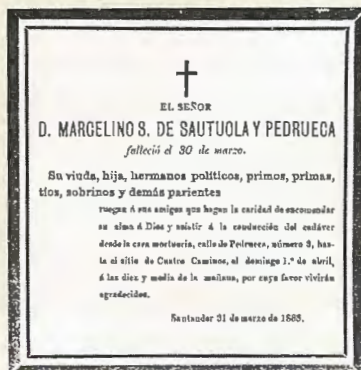 EL SEÑOR
D. MARCELINO S. DE SAUTUOLA Y PEDRUECA
falleció el 30 de marzo.
Su viuda, hija, hermanos políticos, primos, primas,
tíos, sobrinos y demás parientes
ruegan á sus amigos que hagan la caridad de encomendar
su alma á Dios y asistir á la conducción del cadáver
desde la casa mortuoria, calle de Pedrueca, número 3, has-
ta el sitio de Cuatro Caminos, el domingo 1.º de abril,
á las diez y media de la mañana, por cuyo favor vivirán
agradecidos.
Santander 31 de marzo de 1888.